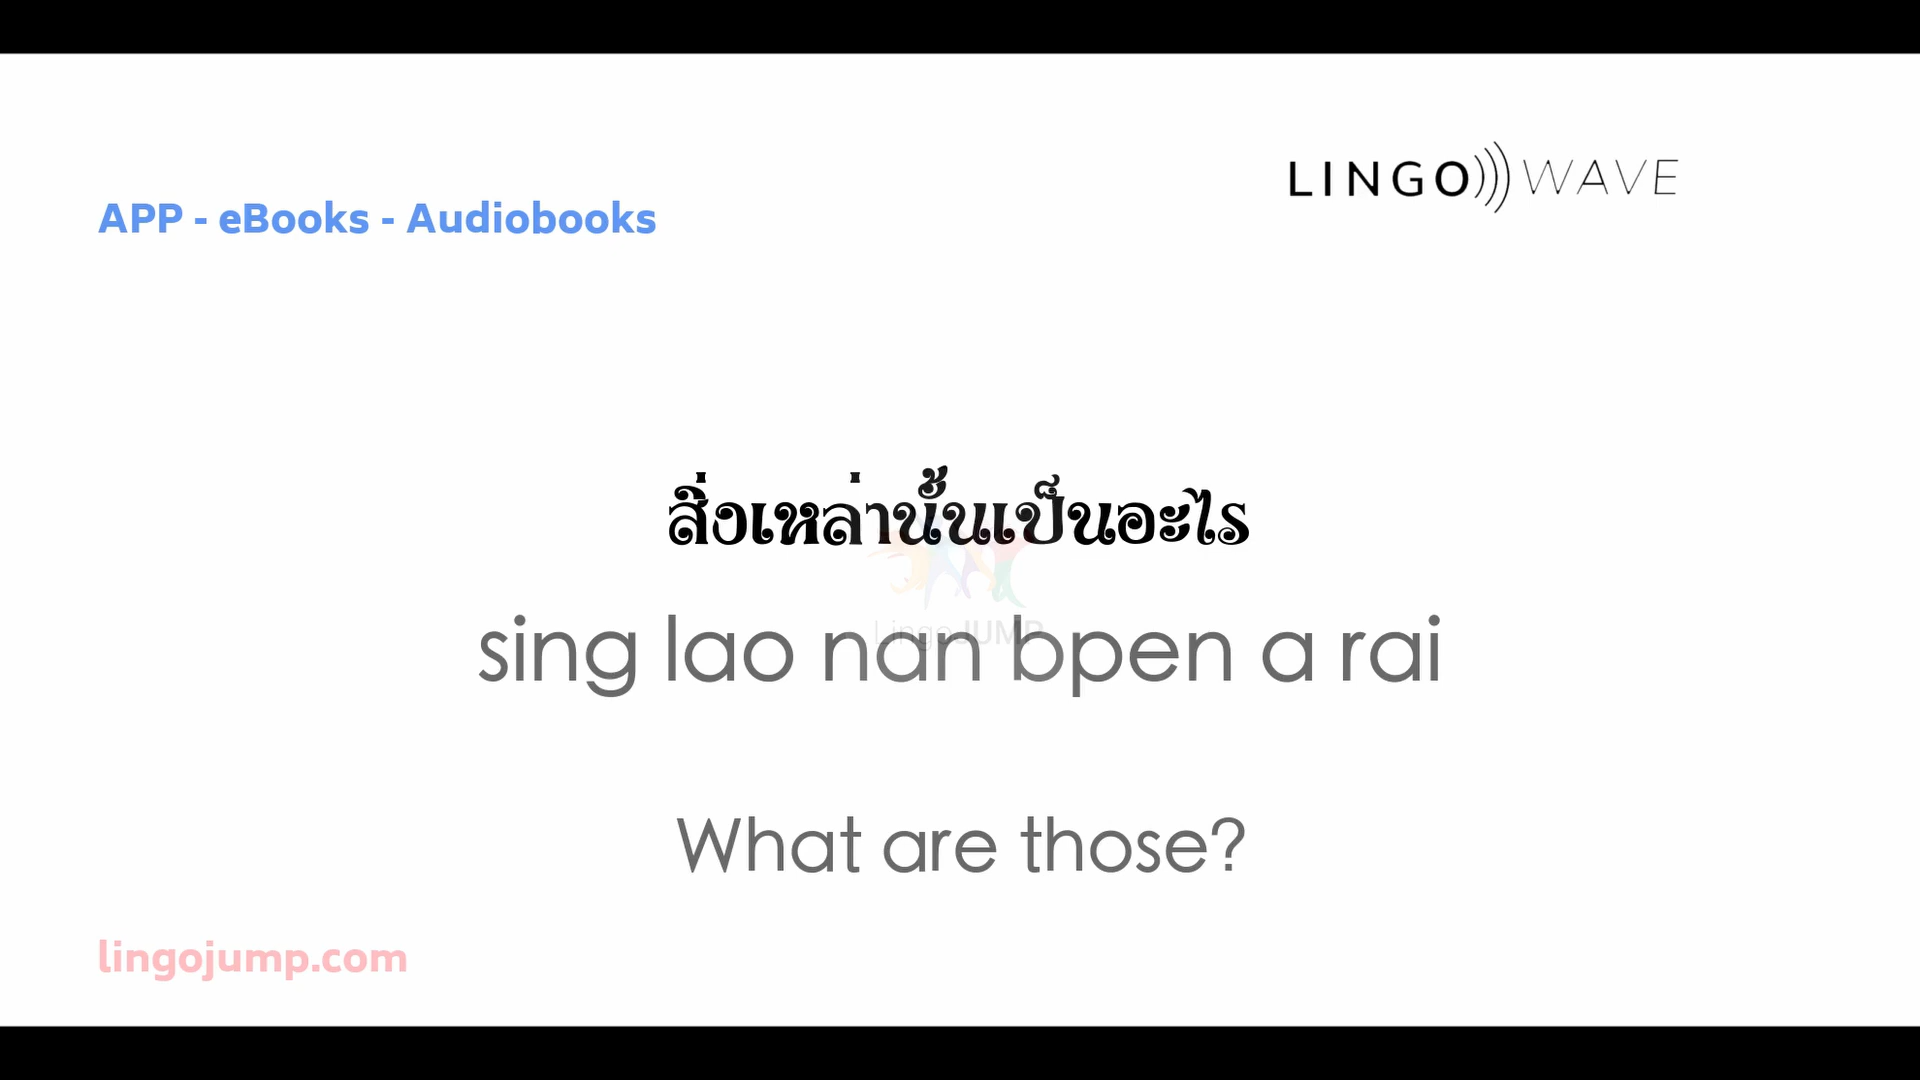 LINGO WAVE
APP - eBooks - Audiobooks
สิ่งเหล่านั้นเป็นอะไร
sing lao nan bpen a rai
LingoJUMP
What are those?
lingojump.com